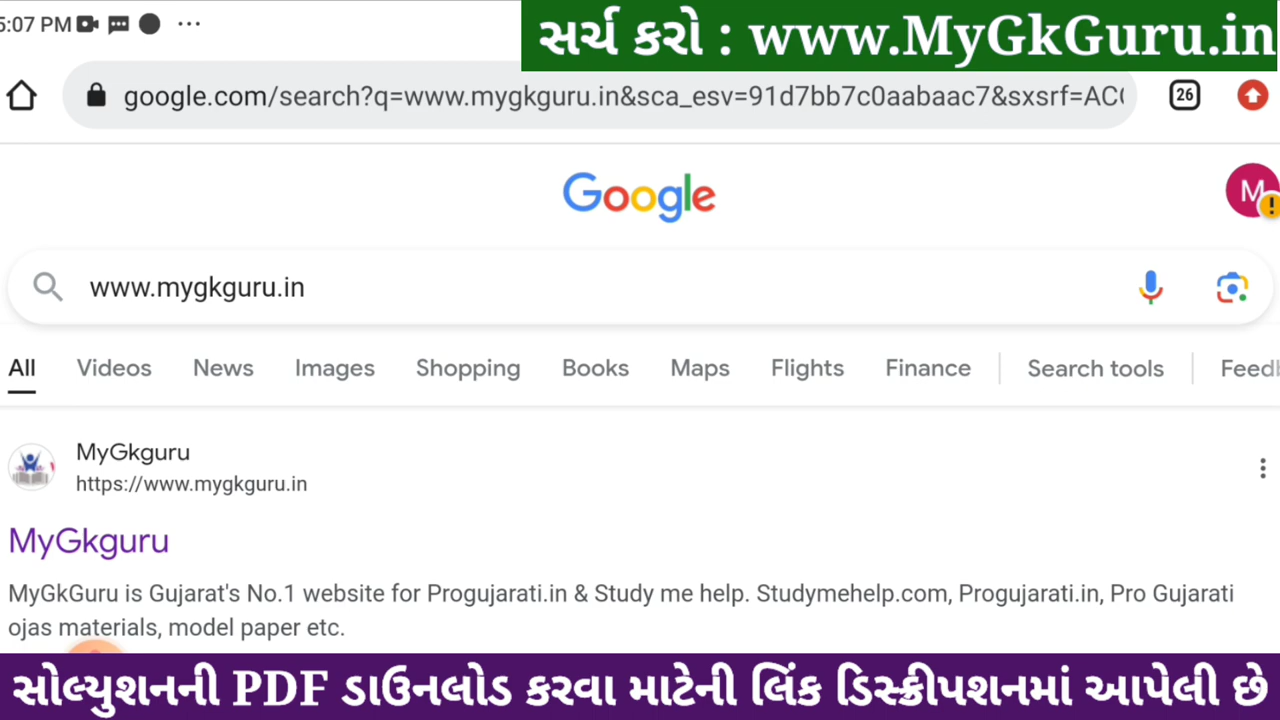 5:07 PM
સર્ચ કરો : www.MyGkGuru.in
google.com/search?q=www.mygkguru.in&sca_esv=91d7bb7c0aabaac7&sxsrf=AC
26
Google
M
www.mygkguru.in
All Videos News Images Shopping Books Maps Flights Finance Search tools Feedb
MyGkguru
https://www.mygkguru.in
MyGkguru
MyGkGuru is Gujarat's No.1 website for Progujarati.in & Study me help. Studymehelp.com, Progujarati.in, Pro Gujarati
ojas materials, model paper etc.
સોલ્યુશનની PDF ડાઉનલોડ કરવા માટેની લિંક ડિસ્ક્રીપશનમાં આપેલી છે